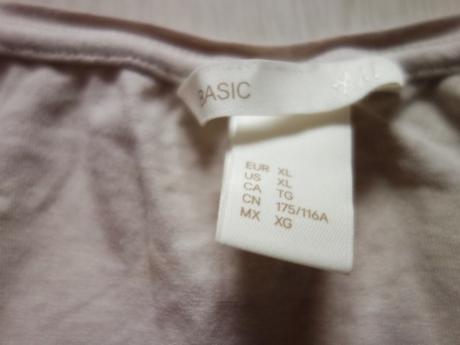 BASIC
EUR XL
US XL
CA TG
CN 175/116A
MX XG